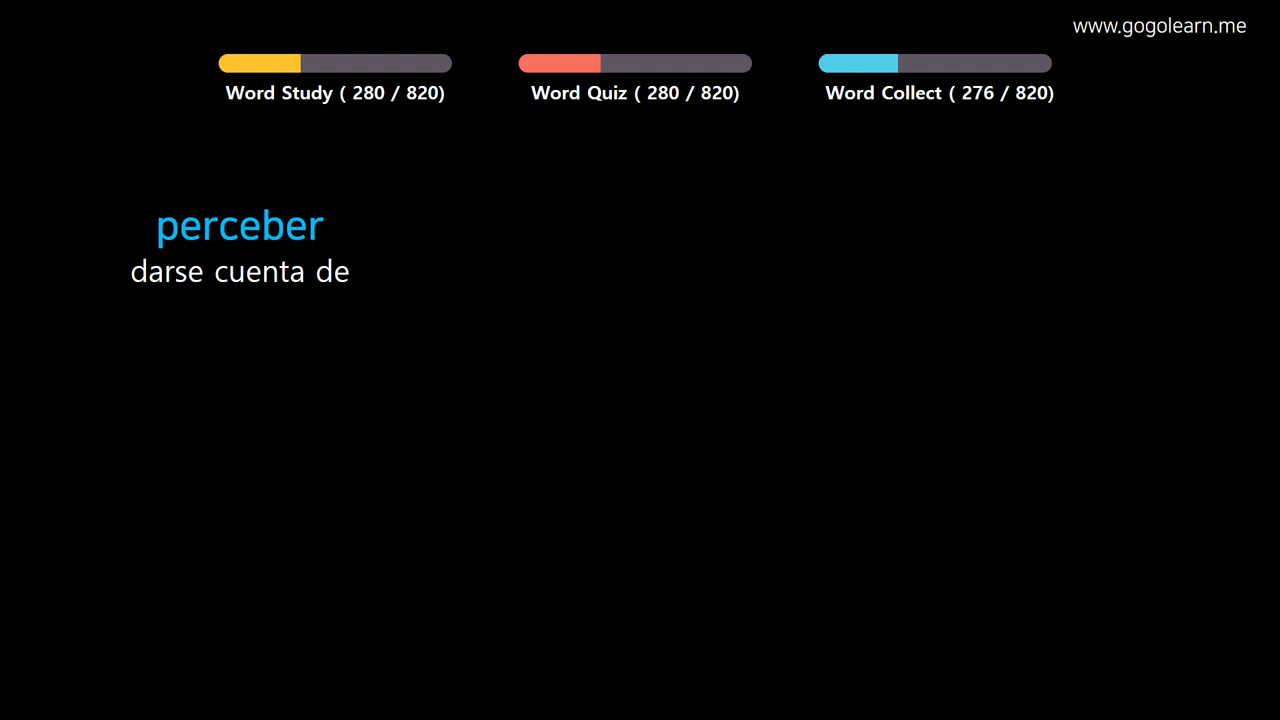 www.gogolearn.me
Word Study ( 280 / 820)
Word Quiz ( 280 / 820)
Word Collect ( 276 / 820)
perceber
darse cuenta de